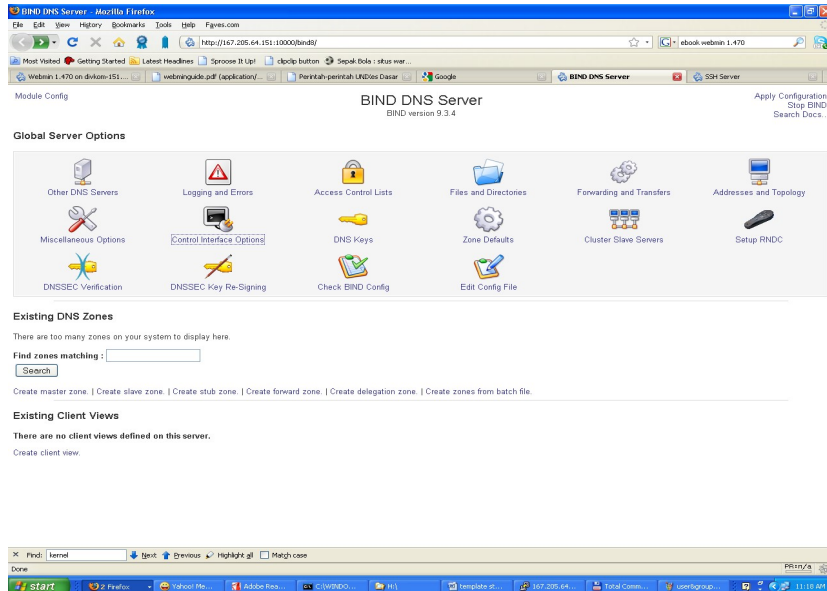 BIND DNS Server - Mozilla Firefox
File Edit View History Bookmarks Tools Help Fyves.com
http://167.205.64.151:10000/bind8/
ebook webmin 1.470
Most Visited Getting Started Latest Headlines Sproose It Up! clipclip button Sepak Bola : situs war...
Webmin 1.470 on divkom-151.... webminguide.pdf (application/... Perintah-perintah UNIXes Dasar Google BIND DNS Server SSH Server
Module Config
BIND DNS Server
BIND version 9.3.4
Apply Configuration
Stop BIND
Search Docs..
Global Server Options
Other DNS Servers Logging and Errors Access Control Lists Files and Directories Forwarding and Transfers Addresses and Topology
Miscellaneous Options Control Interface Options DNS Keys Zone Defaults Cluster Slave Servers Setup RNDC
DNSSEC Verification DNSSEC Key Re-Signing Check BIND Config Edit Config File
Existing DNS Zones
There are too many zones on your system to display here.
Find zones matching :
Search
Create master zone. | Create slave zone. | Create stub zone. | Create forward zone. | Create delegation zone. | Create zones from batch file.
Existing Client Views
There are no client views defined on this server.
Create client view.
Find: kernel Next Previous Highlight all Match case
Done
PR:n/a
start 2 Firefox Yahoo! Me... Adobe Rea... C:\WINDO... H:\ template st... 167.205.64.... Total Comm... user&group... 11:18 AM